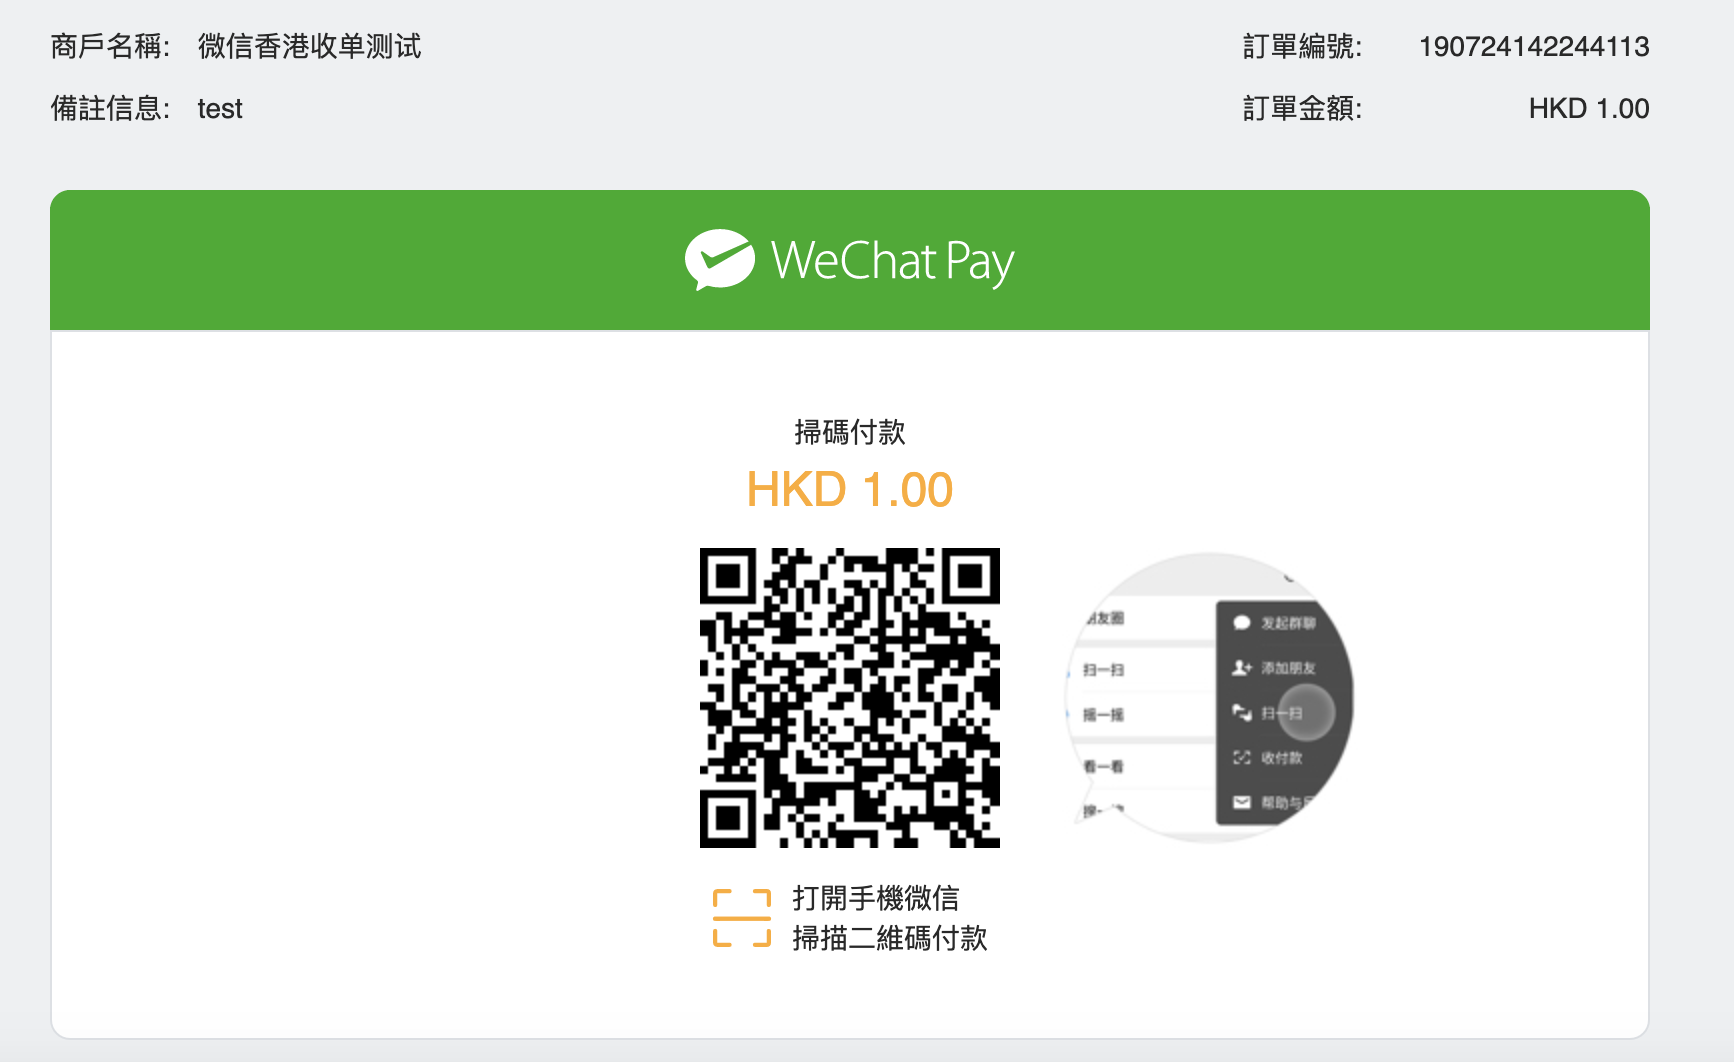 商戶名稱: 微信香港收单测试
訂單編號: 190724142244113
備註信息: test
訂單金額: HKD 1.00
WeChat Pay
掃碼付款
HKD 1.00
朋友圈
扫一扫
摇一摇
看一看
发起群聊
添加朋友
扫一扫
收付款
帮助与
打開手機微信
掃描二維碼付款